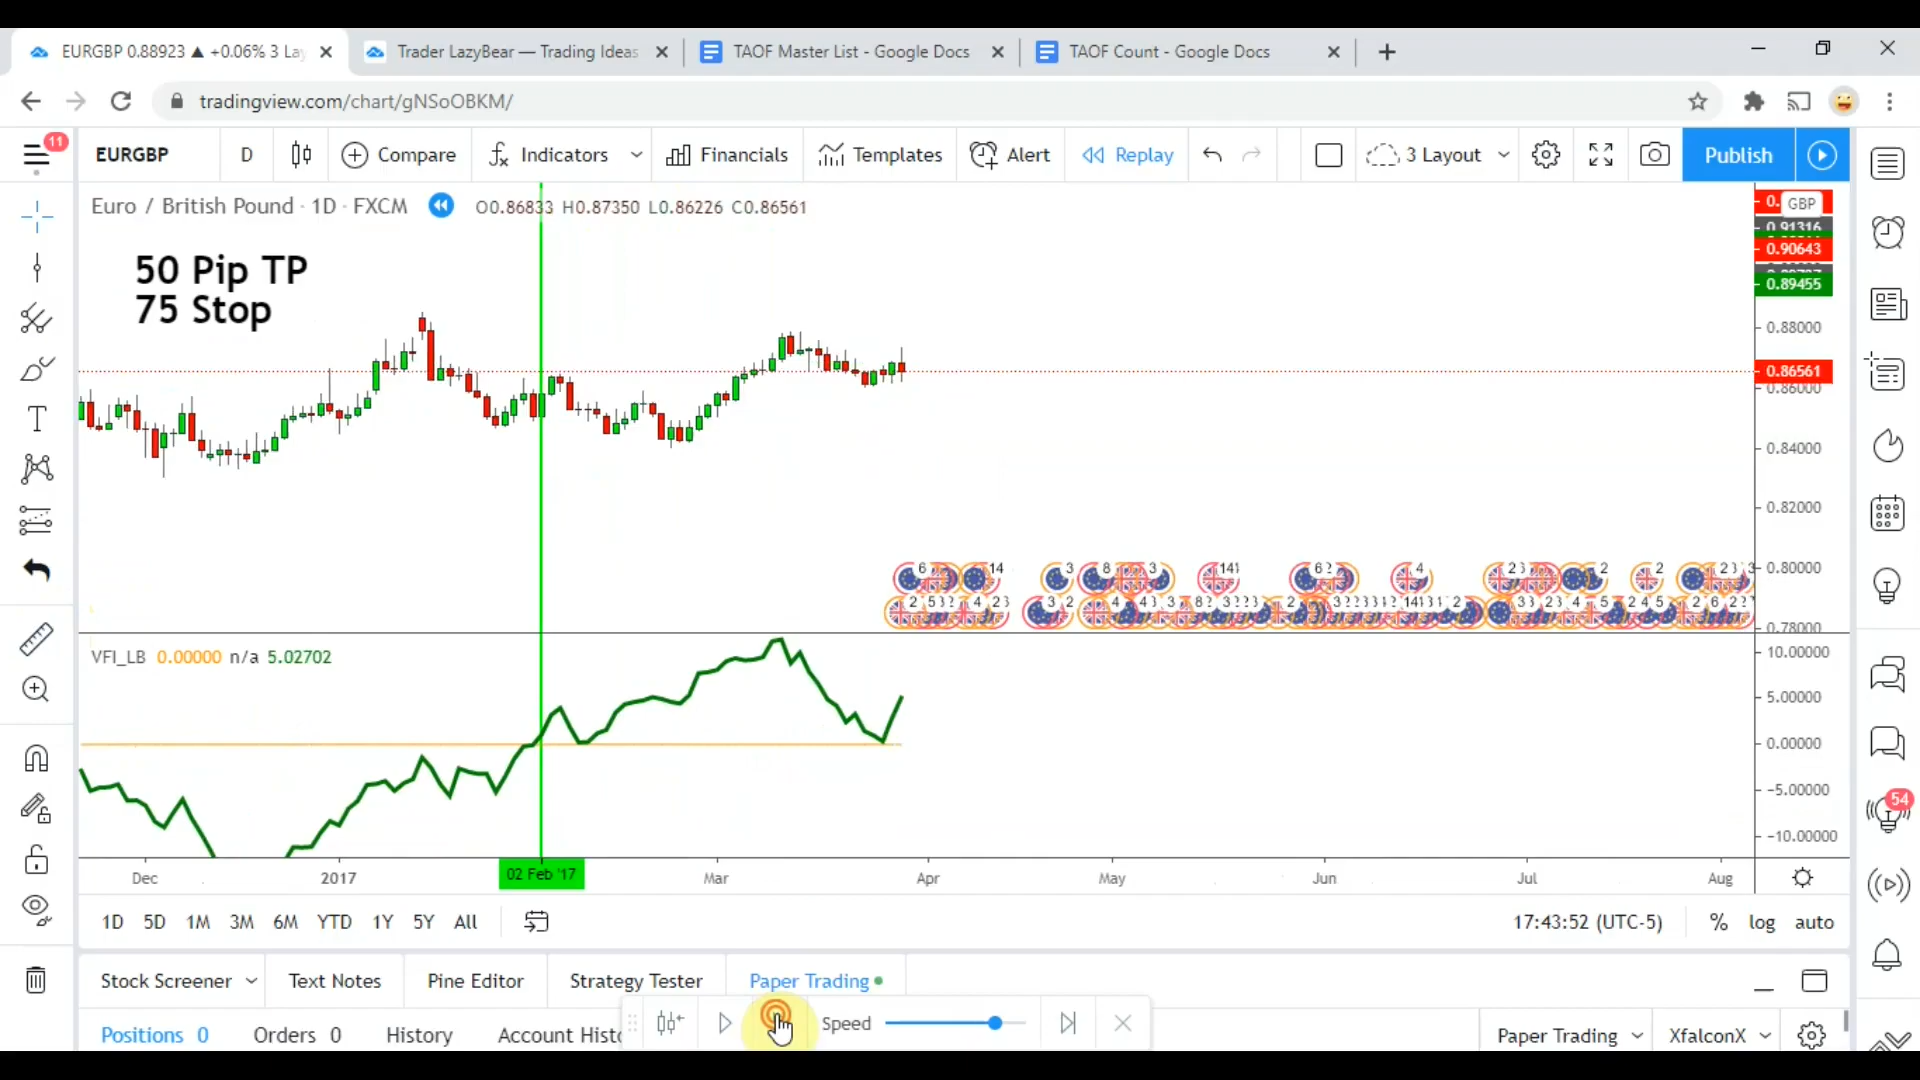 EURGBP 0.88923 ▲ +0.06% 3 La
Trader LazyBear — Trading Ideas
TAOF Master List - Google Docs
TAOF Count - Google Docs
tradingview.com/chart/gNSoOBKM/
11
EURGBP
D
Compare
Indicators
Financials
Templates
Alert
Replay
3 Layout
Publish
Euro / British Pound · 1D · FXCM
O0.86833 H0.87350 L0.86226 C0.86561
GBP
0.91316
0.90643
0.89455
50 Pip TP
75 Stop
0.88000
0.86561
0.86000
0.84000
0.82000
0.80000
0.78000
VFI_LB 0.00000 n/a 5.02702
10.00000
5.00000
0.00000
−5.00000
−10.00000
54
Dec
2017
02 Feb '17
Mar
Apr
May
Jun
Jul
Aug
1D 5D 1M 3M 6M YTD 1Y 5Y All
17:43:52 (UTC-5)
% log auto
Stock Screener
Text Notes
Pine Editor
Strategy Tester
Paper Trading
Positions 0
Orders 0
History
Account Histo
Speed
Paper Trading
XfalconX